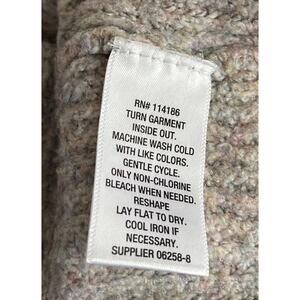 RN# 114186
TURN GARMENT
INSIDE OUT.
MACHINE WASH COLD
WITH LIKE COLORS.
GENTLE CYCLE.
ONLY NON-CHLORINE
BLEACH WHEN NEEDED.
RESHAPE
LAY FLAT TO DRY.
COOL IRON IF
NECESSARY.
SUPPLIER 06258-8